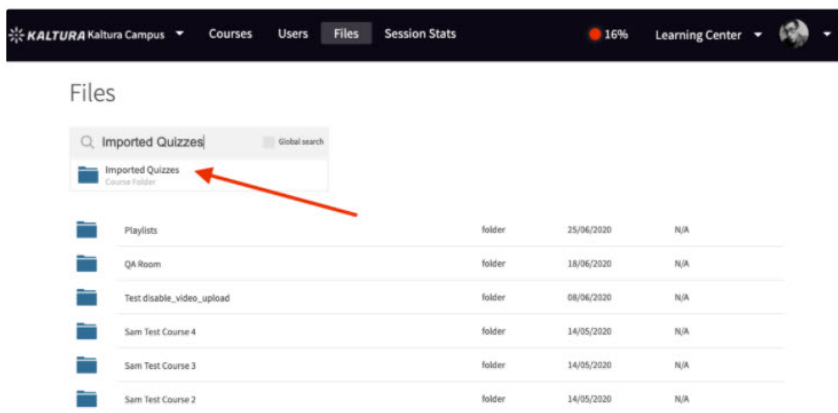 KALTURA Kaltura Campus Courses Users Files Session Stats 16% Learning Center
Files
Imported Quizzes Global search
Imported Quizzes
Course Folder
Playlists folder 25/06/2020 N/A
QA Room folder 18/06/2020 N/A
Test disable_video_upload folder 08/06/2020 N/A
Sam Test Course 4 folder 14/05/2020 N/A
Sam Test Course 3 folder 14/05/2020 N/A
Sam Test Course 2 folder 14/05/2020 N/A